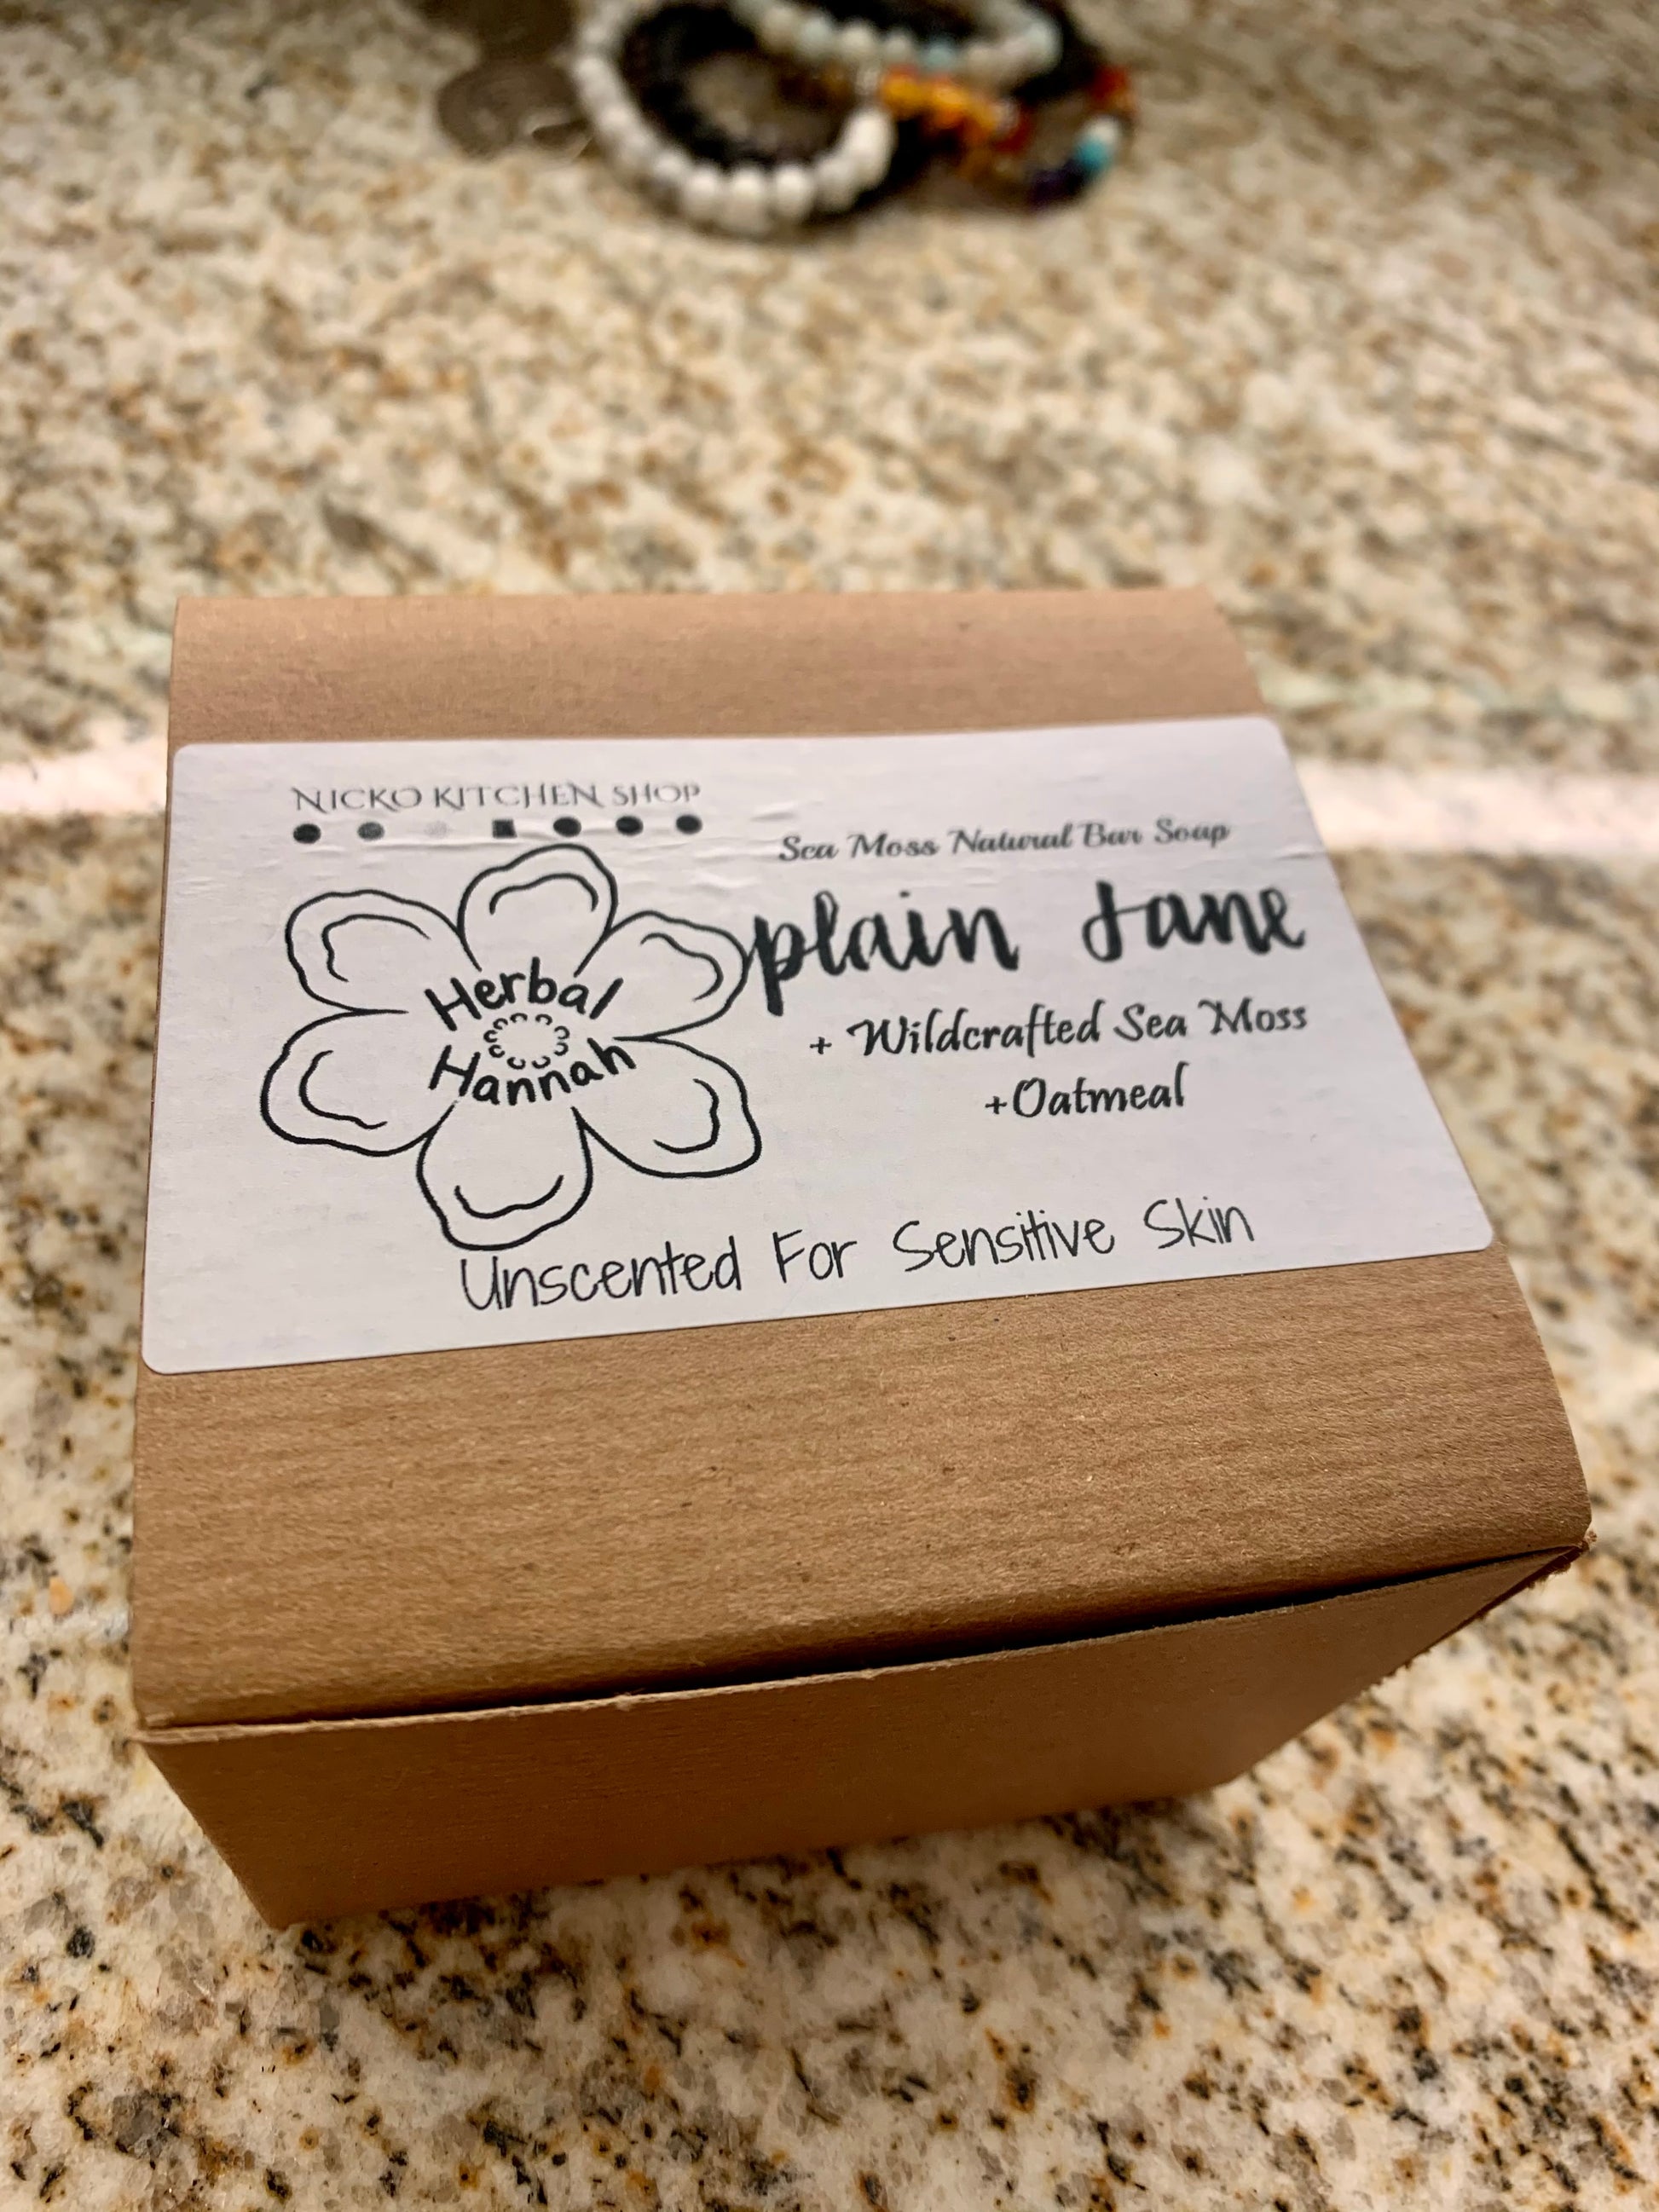 NICKO KITCHEN SHOP
Sea Moss Natural Bar Soap
plain Jane
Herbal
Hannah
+ Wildcrafted Sea Moss
+Oatmeal
Unscented For Sensitive Skin